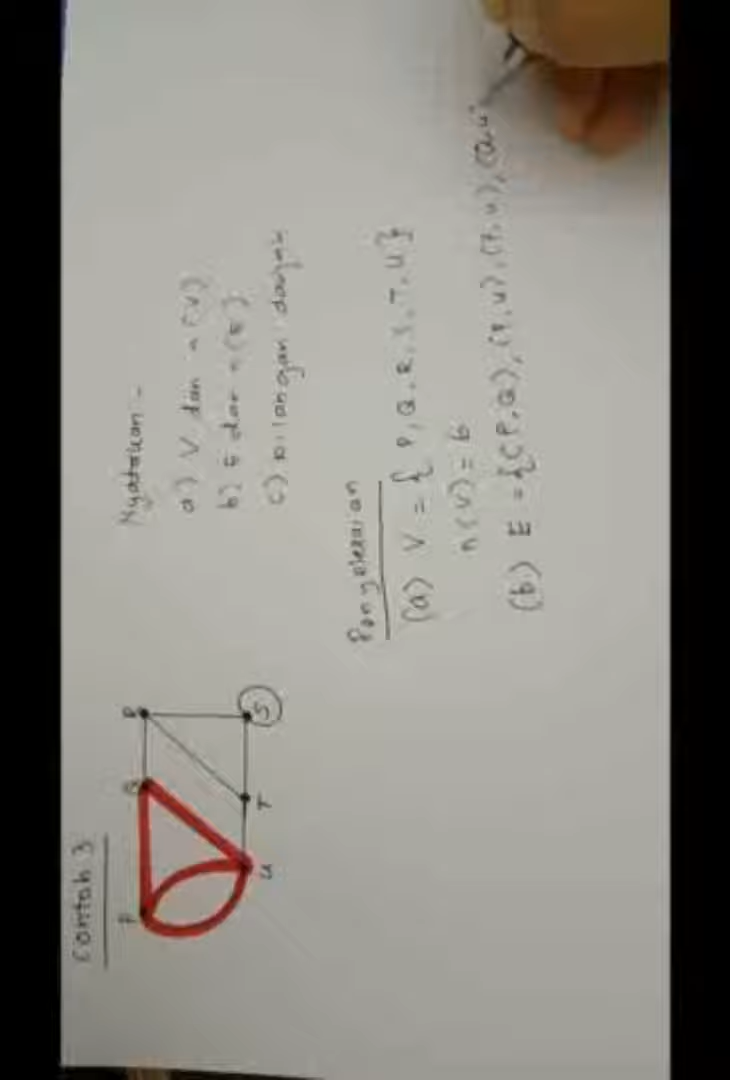 Contoh 3
P Q R
U T S
Nyatakan -
a) V dan n(V)
b) E dan n(E)
c) Bilangan darjah
Penyelesaian
(a) V = { P, Q, R, S, T, U }
n(V) = 6
(b) E = {(P, Q), (P, U), (P, U), (Q, U